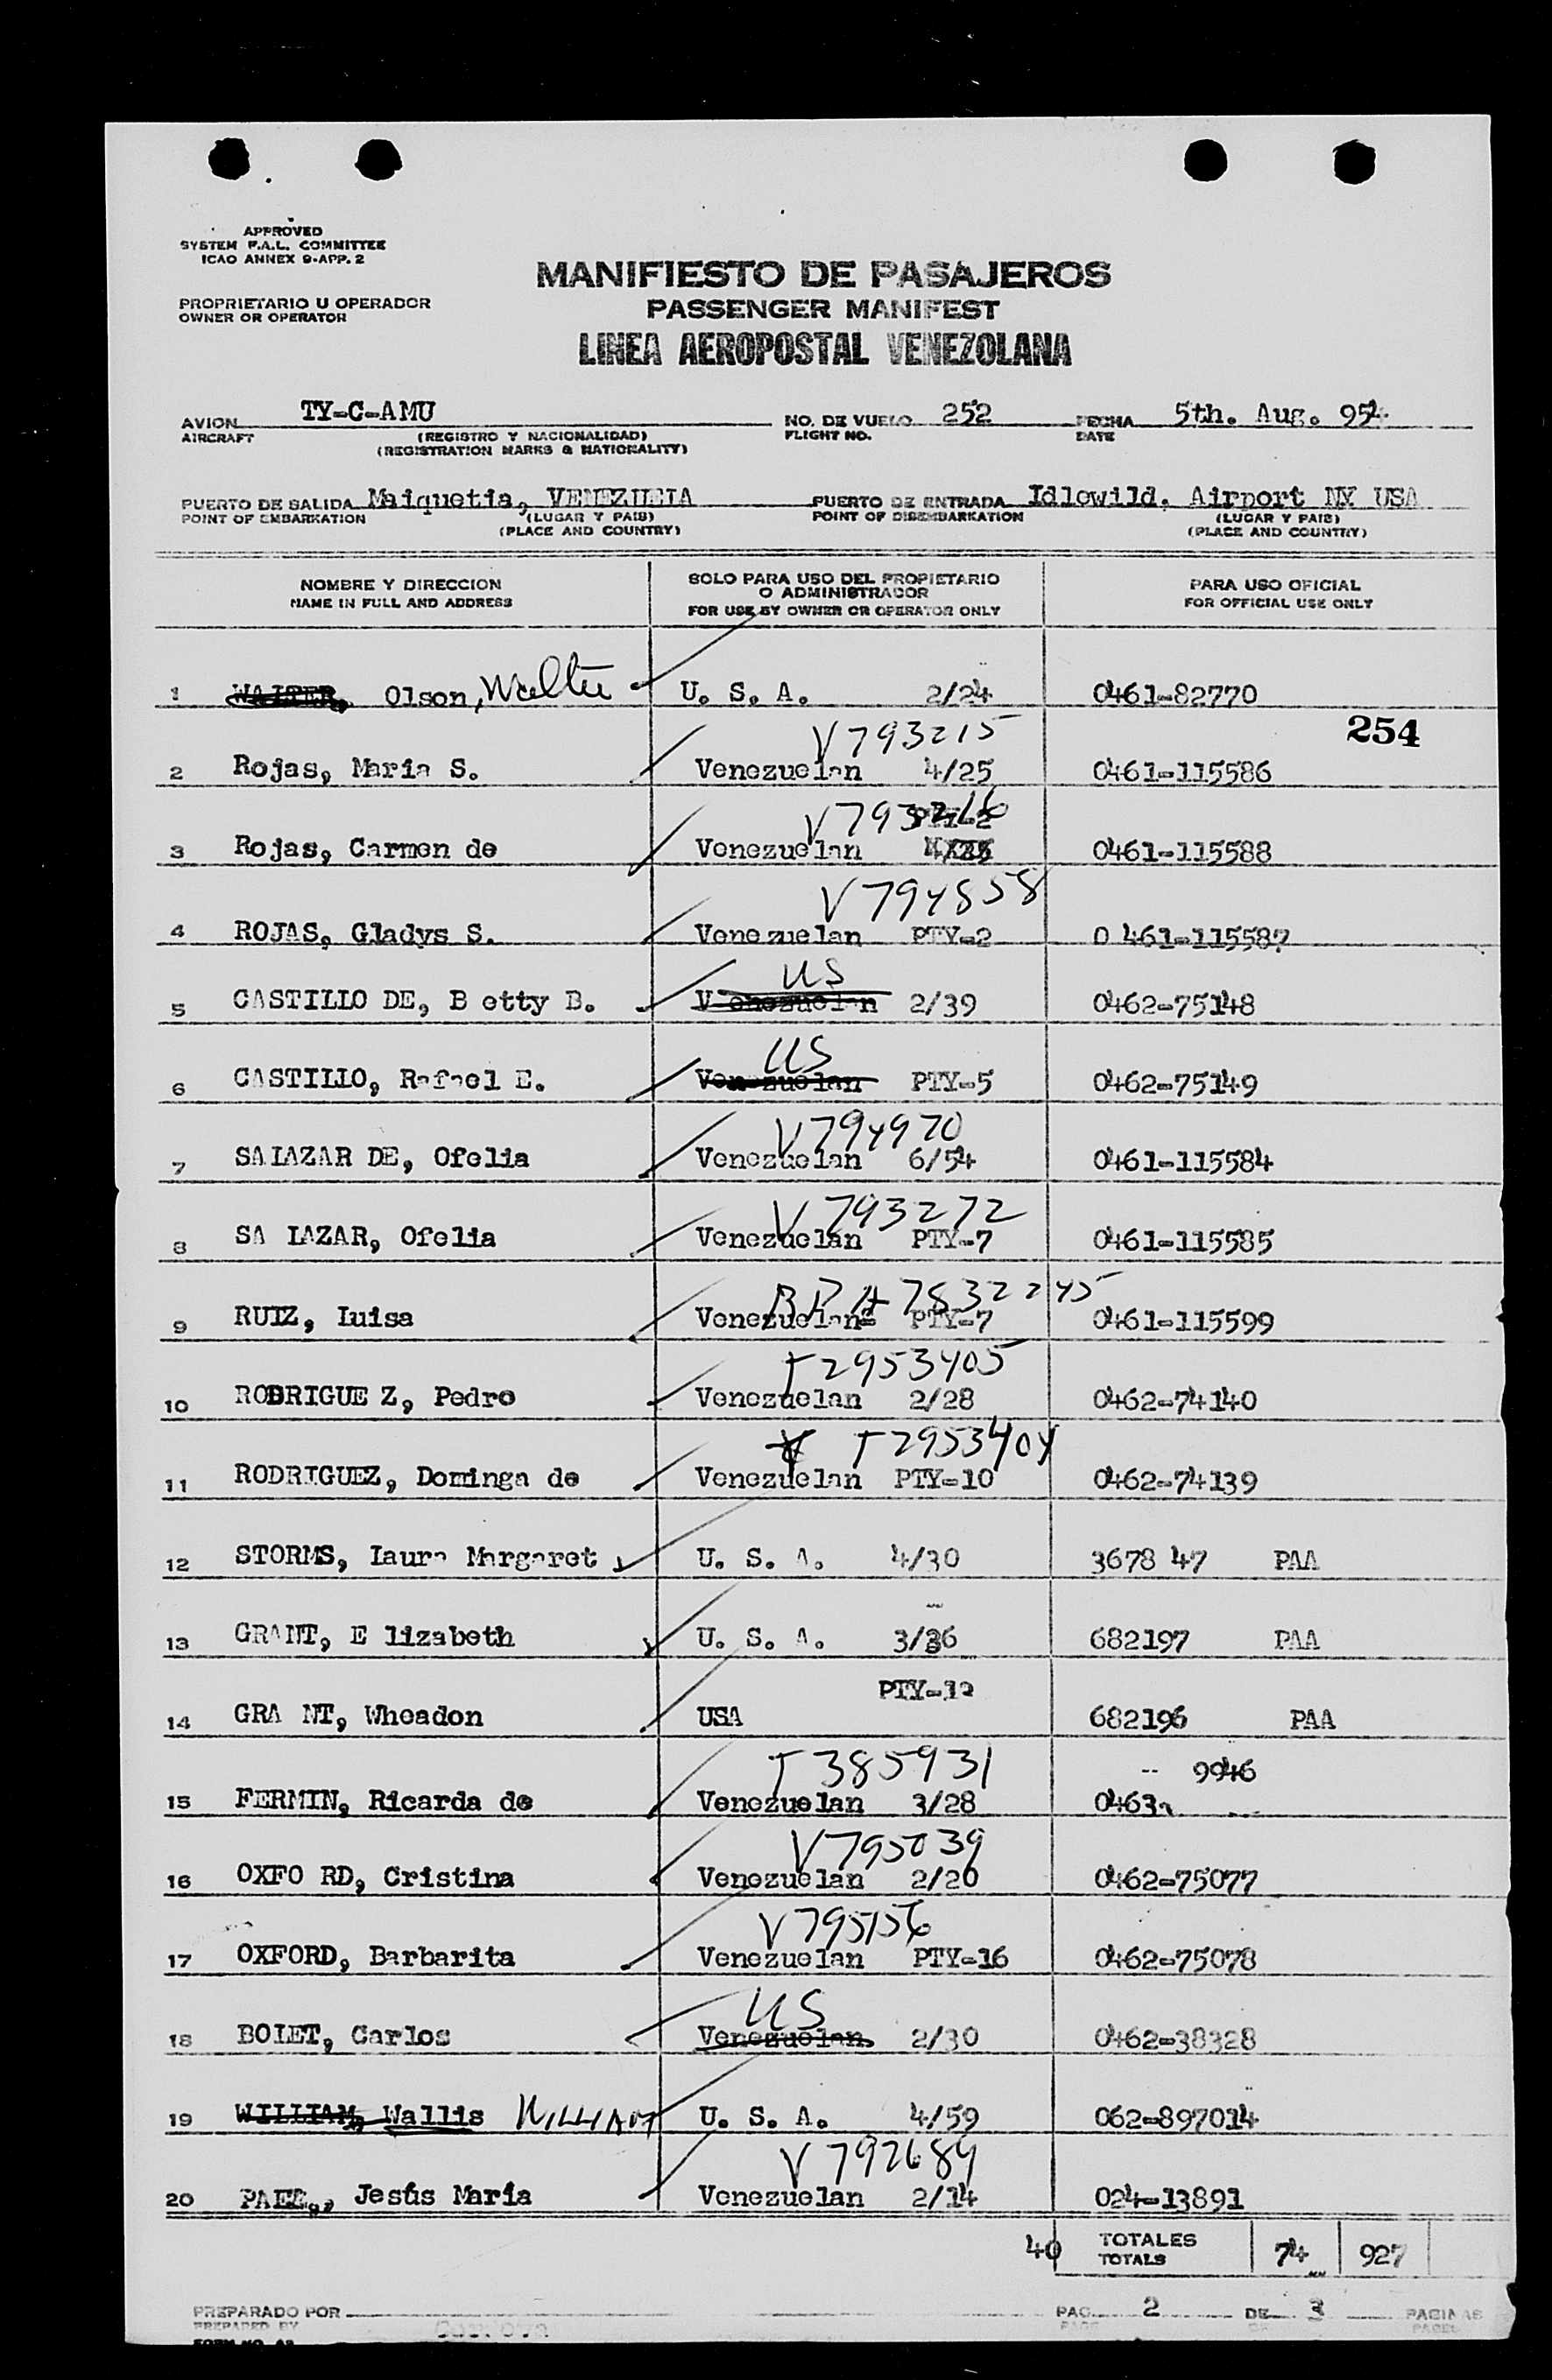 APPROVED
SYSTEM F.A.L. COMMITTEE
ICAO ANNEX 9-APP. 2
MANIFIESTO DE PASAJEROS
PROPRIETARIO U OPERADOR
OWNER OR OPERATOR
PASSENGER MANIFEST
LINEA AEROPOSTAL VENEZOLANA
AVION TY-C-AMU NO. DE VUELO 252 FECHA 5th. Aug. 954
AIRCRAFT (REGISTRO Y NACIONALIDAD) FLIGHT NO. DATE
(REGISTRATION MARKS & NATIONALITY)
PUERTO DE SALIDA Maiquetia, VENEZUELA PUERTO DE ENTRADA Idlewild, Airport NX USA
POINT OF EMBARKATION (LUGAR Y PAIS) POINT OF DISEMBARKATION (LUGAR Y PAIS)
(PLACE AND COUNTRY) (PLACE AND COUNTRY)
NOMBRE Y DIRECCION SOLO PARA USO DEL PROPIETARIO O ADMINISTRADOR PARA USO OFICIAL
NAME IN FULL AND ADDRESS FOR USE BY OWNER OR OPERATOR ONLY FOR OFFICIAL USE ONLY
1 WALTER, Olson, Walter U. S. A. 2/24 0461-82770
254
V793215
2 Rojas, Maria S. Venezuelan 4/25 0461-115586
V793216
3 Rojas, Carmen de Venezuelan 0461-115588
V794858
4 ROJAS, Gladys S. Venezuelan PTY-2 0 461-115587
US
5 CASTILLO DE, B etty B. V enezuelan 2/39 0462-75148
US
6 CASTILLO, Rafael E. Venezuelan PTY-5 0462-75149
V794970
7 SALAZAR DE, Ofelia Venezuelan 6/54 0461-115584
V 793272
8 SA LAZAR, Ofelia Venezuelan PTY-7 0461-115585
9 RUIZ, Luisa Venezuelan PTY-7 0461-115599
T2953405
10 RODRIGUE Z, Pedro Venezuelan 2/28 0462-74140
T2953404
11 RODRIGUEZ, Dominga de Venezuelan PTY-10 0462-74139
12 STORMS, Laura Margaret U. S. A. 4/30 3678 47 PAA
13 GRANT, E lizabeth U. S. A. 3/36 682197 PAA
PTY-12
14 GRA NT, Wheadon USA 682196 PAA
T385931 -- 9946
15 FERMIN, Ricarda de Venezuelan 3/28 0463
V795039
16 OXFO RD, Cristina Venezuelan 2/20 0462-75077
V795156
17 OXFORD, Barbarita Venezuelan PTY-16 0462-75078
US
18 BOLET, Carlos Venezuelan 2/30 0462-38328
19 WILLIAM, Wallis WILLIAM U. S. A. 4/59 062-897014
V792689
20 PAEZ., Jesús María Venezuelan 2/14 024-13891
40 TOTALES 74 927
TOTALS
PREPARADO POR PAG. 2 DE 3 PAGINAS
PREPARED BY PAGE OF PAGES